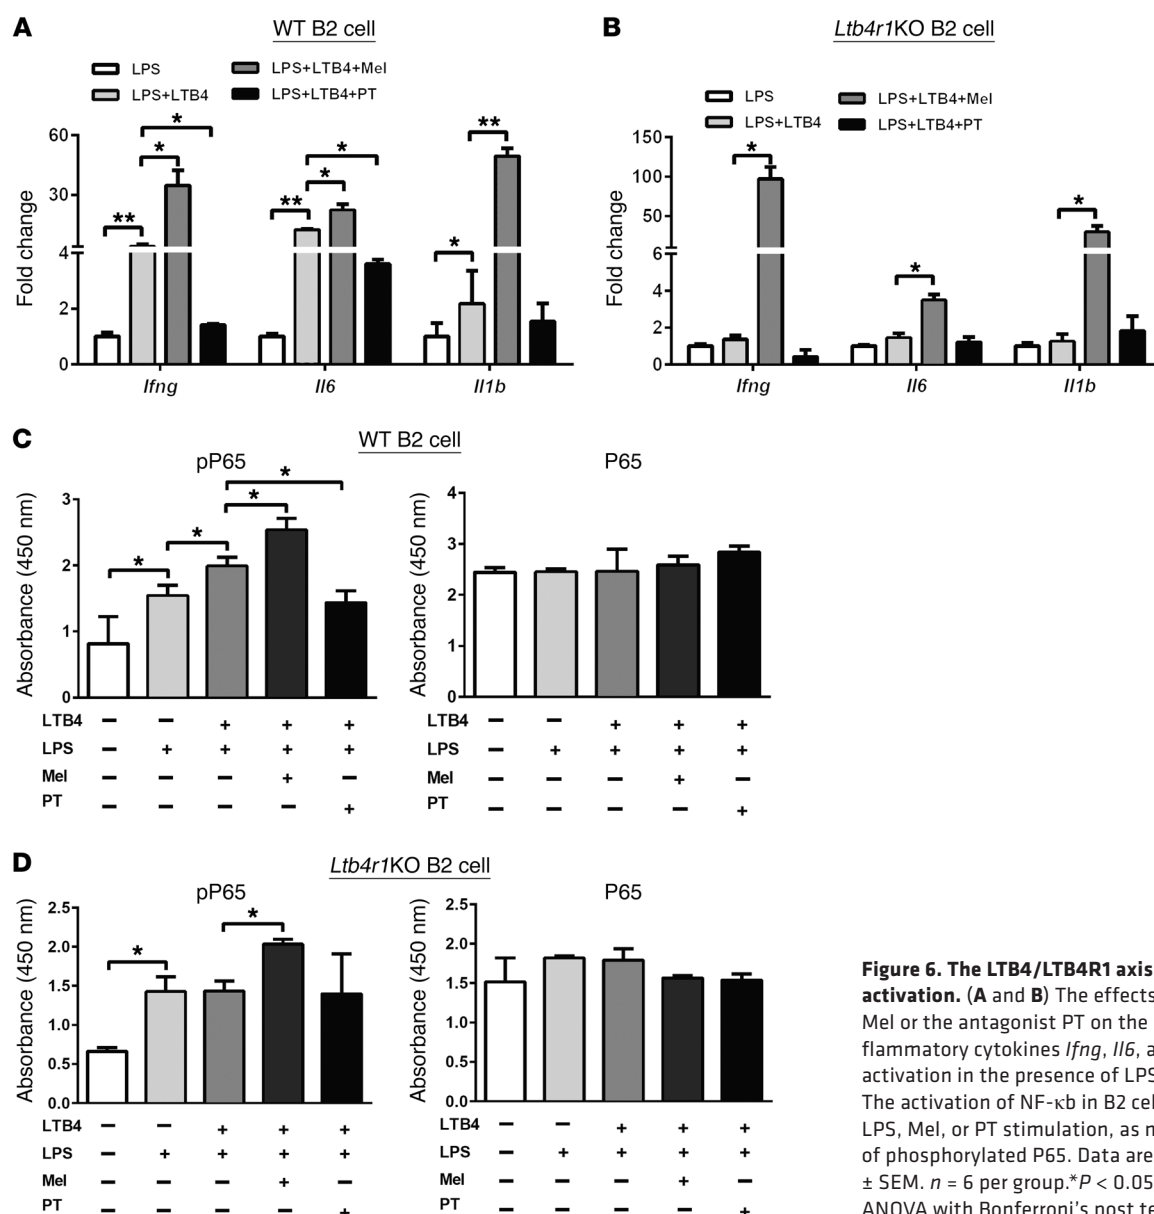 A
WT B2 cell
LPS
LPS+LTB4
LPS+LTB4+Mel
LPS+LTB4+PT
Fold change
60
30
4
2
0
** * *
** * *
* **
Ifng Il6 Il1b
B
Ltb4r1KO B2 cell
LPS
LPS+LTB4
LPS+LTB4+Mel
LPS+LTB4+PT
Fold change
150
100
50
6
4
2
0
* * *
Ifng Il6 Il1b
C
WT B2 cell
pP65
Absorbance (450 nm)
3
2
1
0
* * * *
LTB4 – – + + +
LPS – + + + +
Mel – – – + –
PT – – – – +
P65
Absorbance (450 nm)
4
3
2
1
0
LTB4 – – + + +
LPS – + + + +
Mel – – – + –
PT – – – – +
D
Ltb4r1KO B2 cell
pP65
Absorbance (450 nm)
2.5
2.0
1.5
1.0
0.5
0.0
* *
LTB4 – – + + +
LPS – + + + +
Mel – – – + –
PT – – – – +
P65
Absorbance (450 nm)
2.5
2.0
1.5
1.0
0.5
0.0
LTB4 – – + + +
LPS – + + + +
Mel – – – + –
PT – – – – +
Figure 6. The LTB4/LTB4R1 axis
activation. (A and B) The effects
Mel or the antagonist PT on the
flammatory cytokines Ifng, Il6, a
activation in the presence of LPS
The activation of NF-κb in B2 cel
LPS, Mel, or PT stimulation, as n
of phosphorylated P65. Data are
± SEM. n = 6 per group.*P < 0.05
ANOVA with Bonferroni's post te